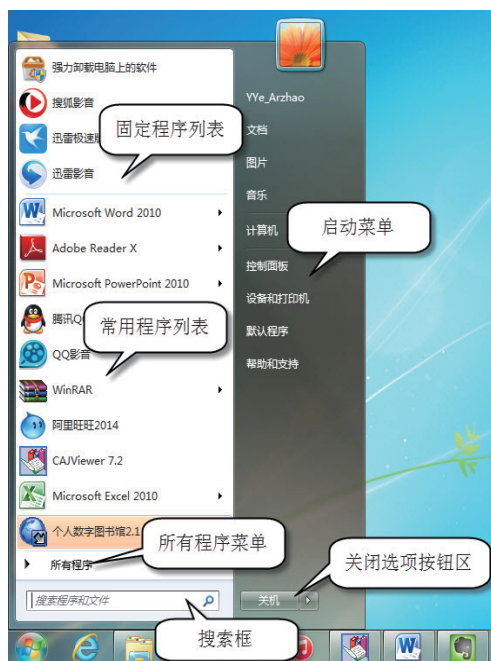 强力卸载电脑上的软件
搜狐影音
迅雷极速版
固定程序列表
迅雷影音
Microsoft Word 2010
Adobe Reader X
Microsoft PowerPoint 2010
腾讯Q
常用程序列表
QQ影音
WinRAR
阿里旺旺2014
CAJViewer 7.2
Microsoft Excel 2010
个人数字图书馆2.1
所有程序菜单
所有程序
搜索程序和文件
搜索框
YYe_Arzhao
文档
图片
音乐
计算机
启动菜单
控制面板
设备和打印机
默认程序
帮助和支持
关闭选项按钮区
关机